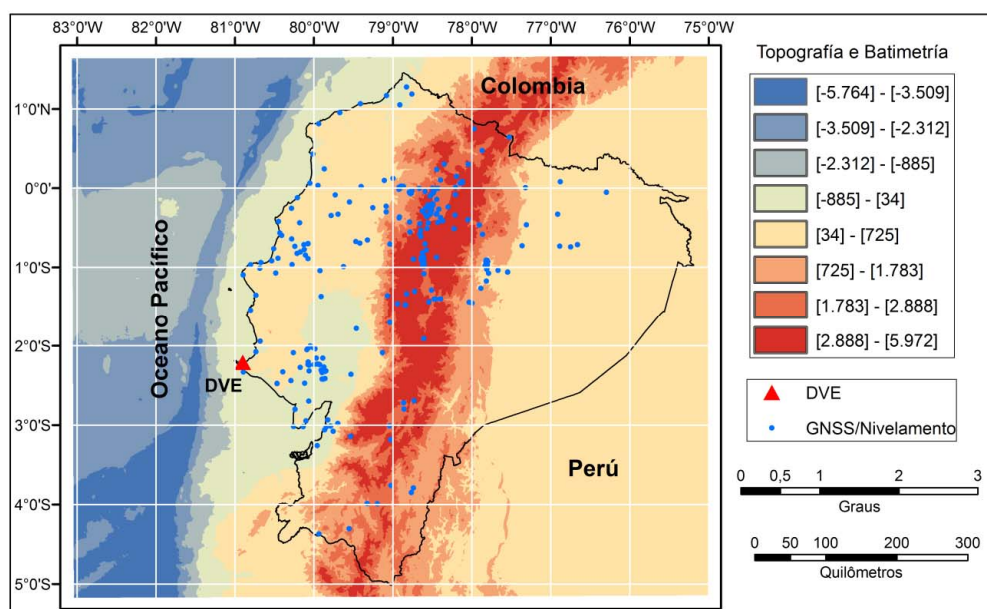 83°0'W 82°0'W 81°0'W 80°0'W 79°0'W 78°0'W 77°0'W 76°0'W 75°0'W
Topografía e Batimetría
Colombia
[-5.764] - [-3.509]
1°0'N
[-3.509] - [-2.312]
[-2.312] - [-885]
0°0'
[-885] - [34]
[34] - [725]
1°0'S
[725] - [1.783]
Oceano Pacífico
[1.783] - [2.888]
2°0'S
[2.888] - [5.972]
DVE
DVE
GNSS/Nivelamento
3°0'S
Perú
0 0,5 1 2 3
Graus
4°0'S
0 50 100 200 300
Quilômetros
5°0'S